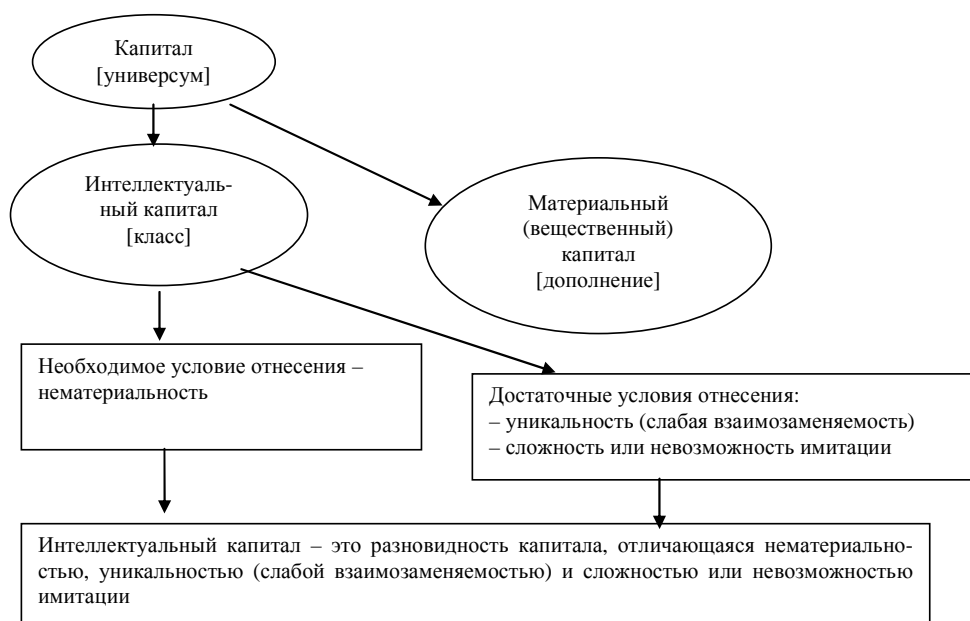 Капитал
[универсум]
Интеллектуаль-
ный капитал
[класс]
Материальный
(вещественный)
капитал
[дополнение]
Необходимое условие отнесения –
нематериальность
Достаточные условия отнесения:
– уникальность (слабая взаимозаменяемость)
– сложность или невозможность имитации
Интеллектуальный капитал – это разновидность капитала, отличающаяся нематериально-
стью, уникальностью (слабой взаимозаменяемостью) и сложностью или невозможностью
имитации